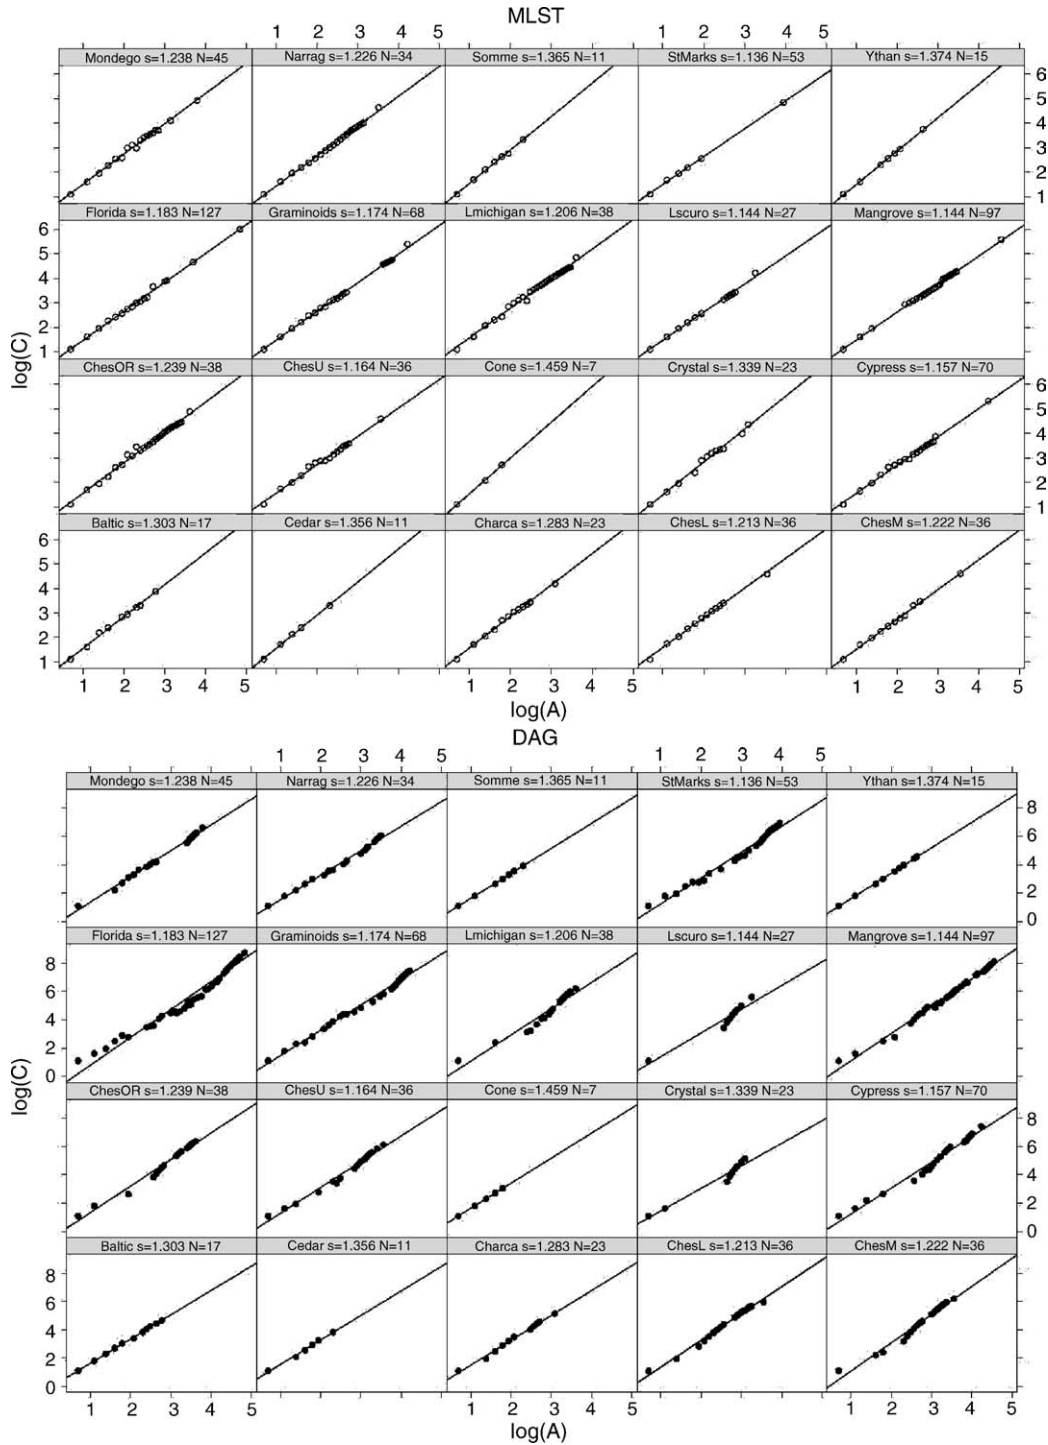 MLST
1 2 3 4 5
Mondego s=1.238 N=45 Narrag s=1.226 N=34 Somme s=1.365 N=11 StMarks s=1.136 N=53 Ythan s=1.374 N=15
6
5
4
3
2
1
Florida s=1.183 N=127 Graminoids s=1.174 N=68 Lmichigan s=1.206 N=38 Lscuro s=1.144 N=27 Mangrove s=1.144 N=97
6
5
4
3
2
1
log(C)
ChesOR s=1.239 N=38 ChesU s=1.164 N=36 Cone s=1.459 N=7 Crystal s=1.339 N=23 Cypress s=1.157 N=70
6
5
4
3
2
1
Baltic s=1.303 N=17 Cedar s=1.356 N=11 Charca s=1.283 N=23 ChesL s=1.213 N=36 ChesM s=1.222 N=36
6
5
4
3
2
1
1 2 3 4 5 1 2 3 4 5 1 2 3 4 5
log(A)
DAG
1 2 3 4 5 1 2 3 4 5
Mondego s=1.238 N=45 Narrag s=1.226 N=34 Somme s=1.365 N=11 StMarks s=1.136 N=53 Ythan s=1.374 N=15
8
6
4
2
0
Florida s=1.183 N=127 Graminoids s=1.174 N=68 Lmichigan s=1.206 N=38 Lscuro s=1.144 N=27 Mangrove s=1.144 N=97
8
6
4
2
0
log(C)
ChesOR s=1.239 N=38 ChesU s=1.164 N=36 Cone s=1.459 N=7 Crystal s=1.339 N=23 Cypress s=1.157 N=70
8
6
4
2
0
Baltic s=1.303 N=17 Cedar s=1.356 N=11 Charca s=1.283 N=23 ChesL s=1.213 N=36 ChesM s=1.222 N=36
8
6
4
2
0
1 2 3 4 5 1 2 3 4 5 1 2 3 4 5
log(A)